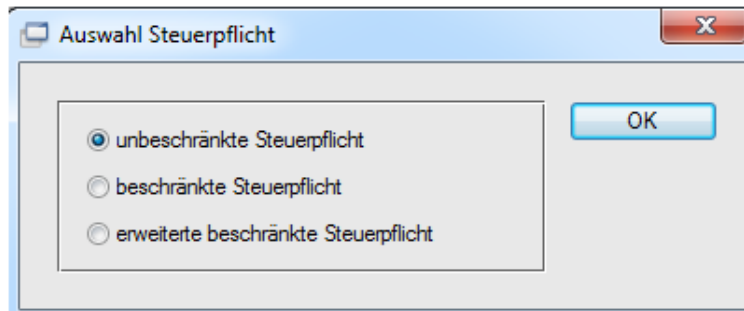 Auswahl Steuerpflicht
unbeschränkte Steuerpflicht
OK
beschränkte Steuerpflicht
erweiterte beschränkte Steuerpflicht